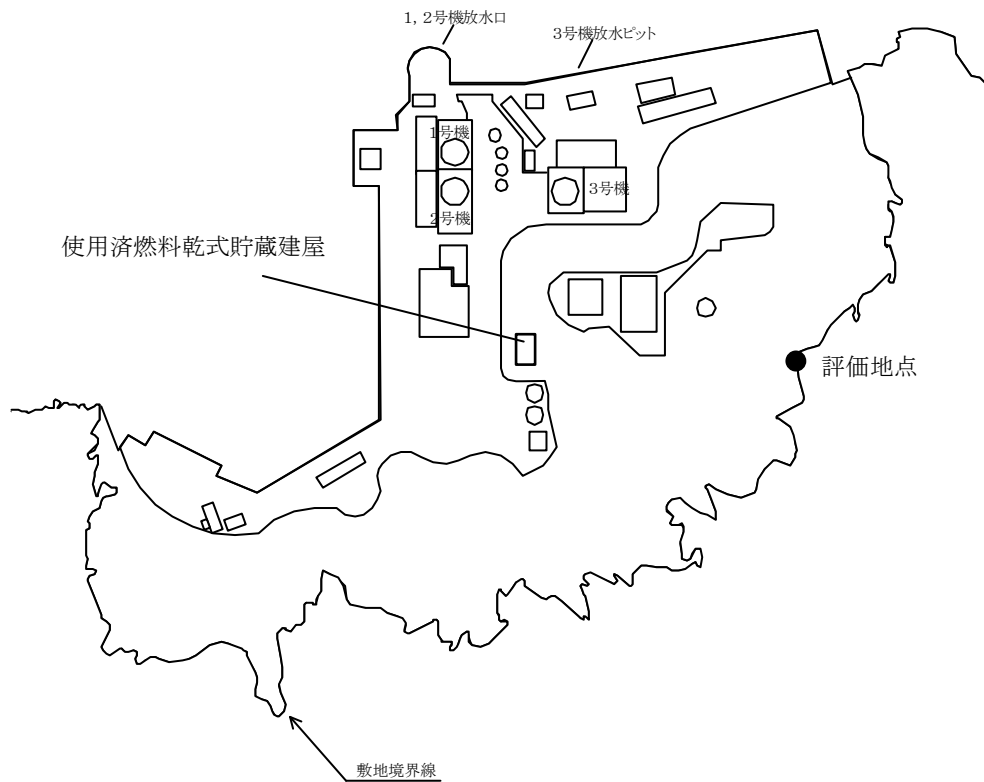 1，2号機放水口
3号機放水ピット
1号機
3号機
2号機
使用済燃料乾式貯蔵建屋
評価地点
敷地境界線